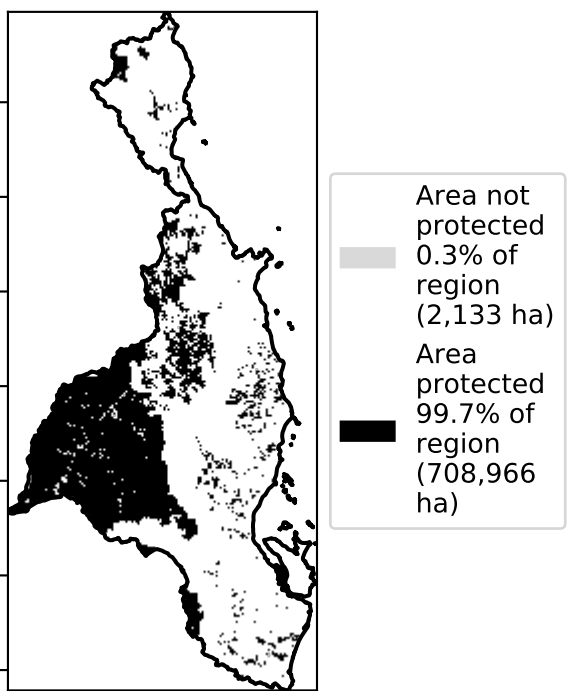 Area not
protected
0.3% of
region
(2,133 ha)
Area
protected
99.7% of
region
(708,966
ha)